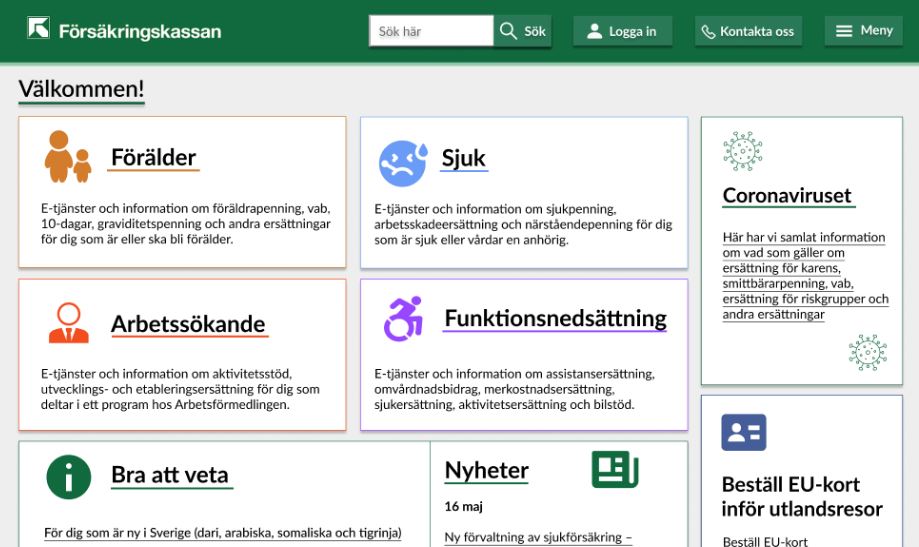 Försäkringskassan
Sök här
Sök
Logga in
Kontakta oss
Meny
Välkommen!
Förälder
E-tjänster och information om föräldrapenning, vab,
10-dagar, graviditetspenning och andra ersättningar
för dig som är eller ska bli förälder.
Sjuk
E-tjänster och information om sjukpenning,
arbetsskadeersättning och närståendepenning för dig
som är sjuk eller vårdar en anhörig.
Coronaviruset
Här har vi samlat information
om vad som gäller om
ersättning för karens,
smittbärarpenning, vab,
ersättning för riskgrupper och
andra ersättningar
Arbetssökande
E-tjänster och information om aktivitetsstöd,
utvecklings- och etableringsersättning för dig som
deltar i ett program hos Arbetsförmedlingen.
Funktionsnedsättning
E-tjänster och information om assistansersättning,
omvårdnadsbidrag, merkostnadsersättning,
sjukersättning, aktivitetsersättning och bilstöd.
Bra att veta
För dig som är ny i Sverige (dari, arabiska, somaliska och tigrinja)
Nyheter
16 maj
Ny förvaltning av sjukförsäkring –
Beställ EU-kort
inför utlandsresor
Beställ EU-kort